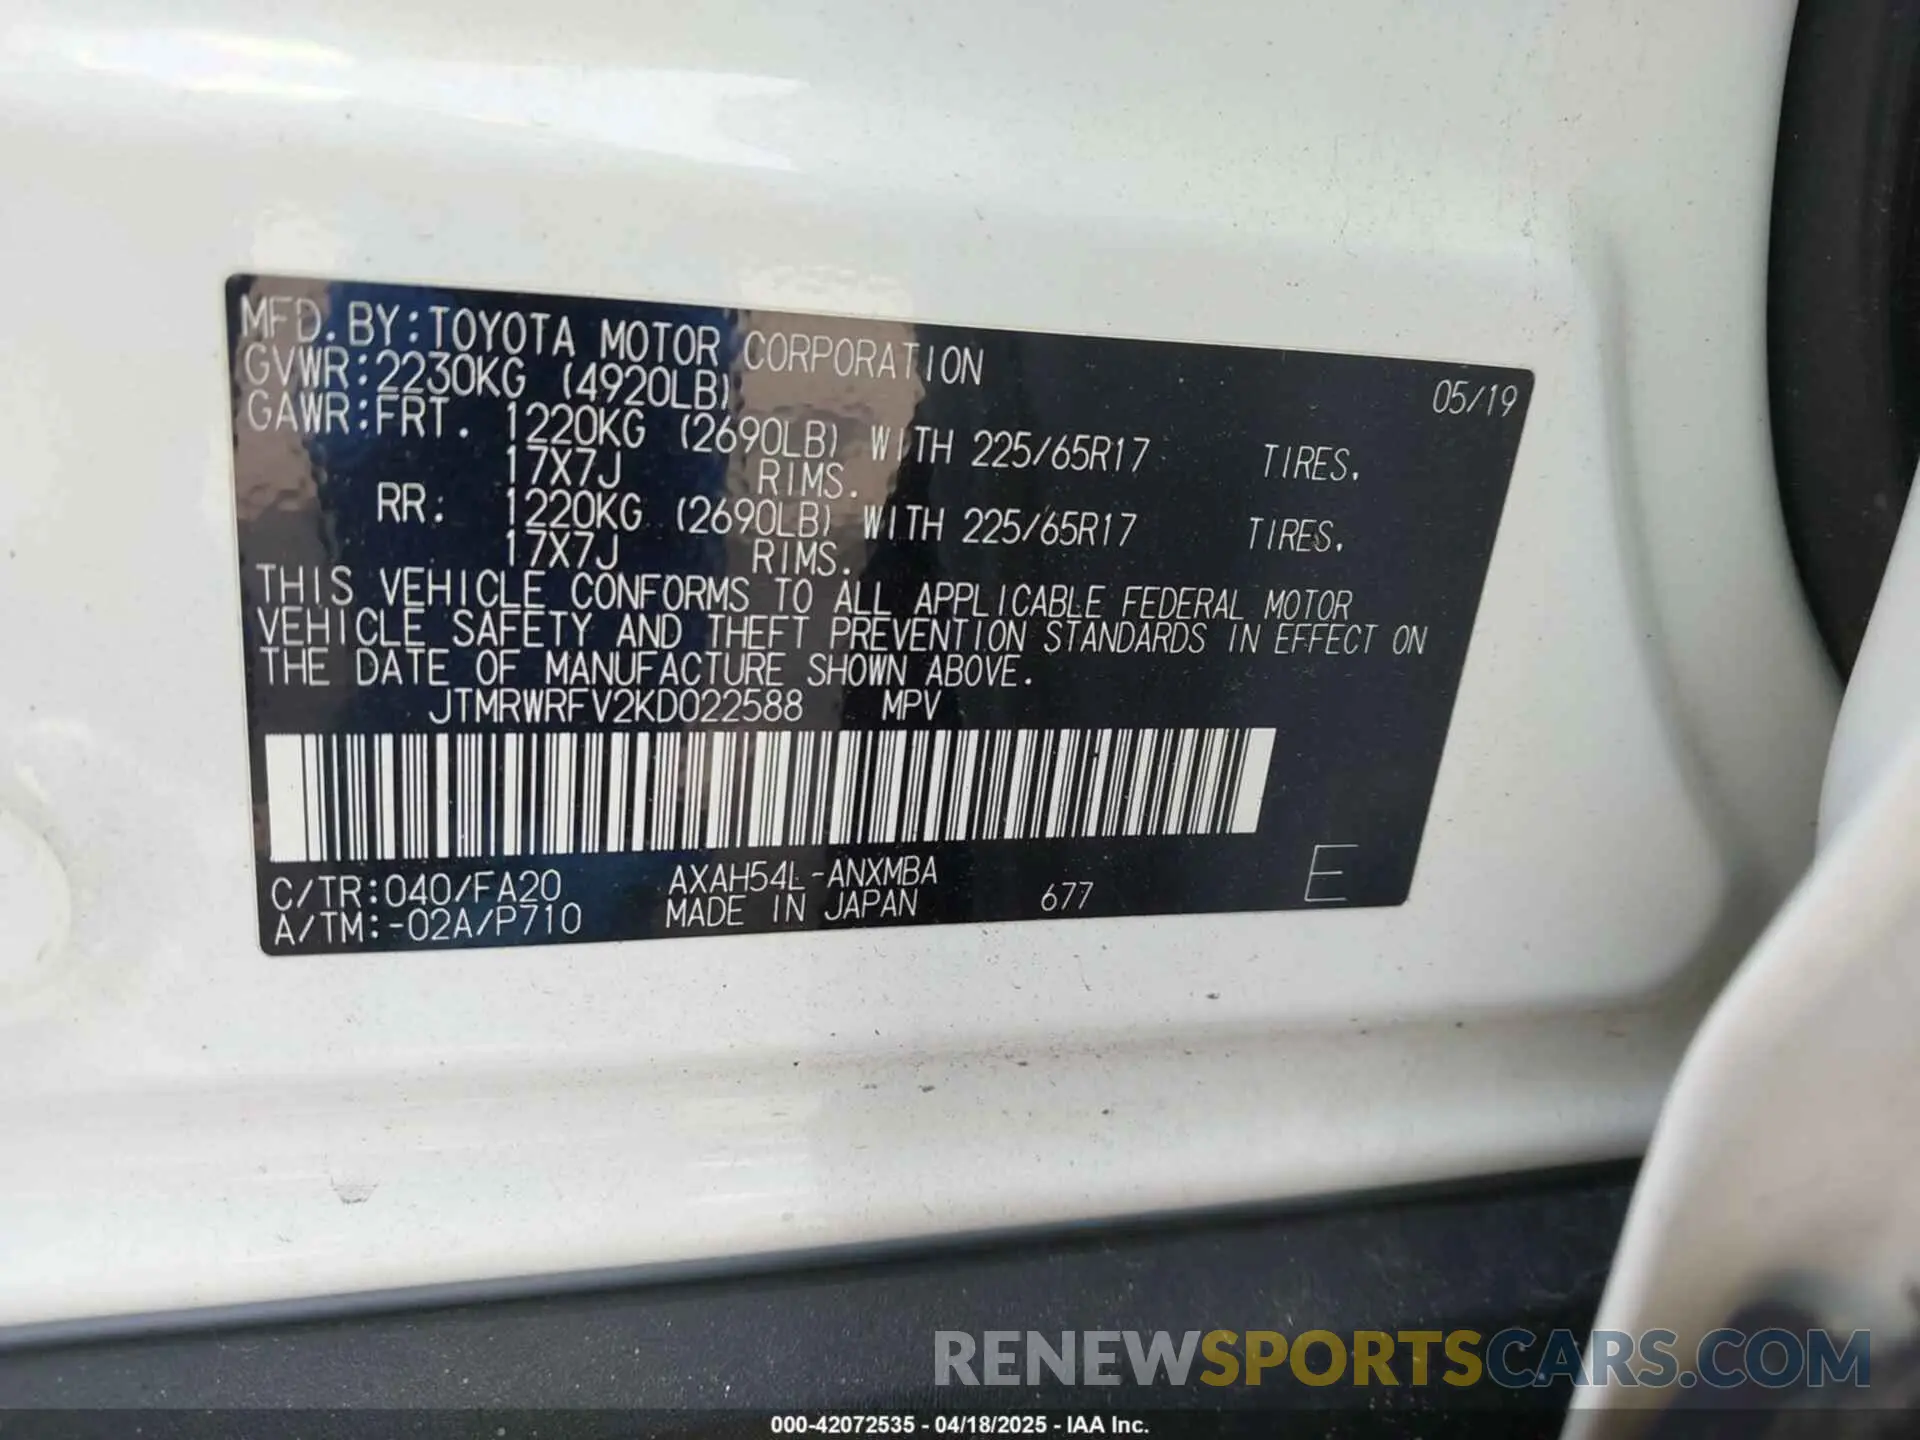 MFD.BY:TOYOTA MOTOR CORPORATION 05/19
GVWR:2230KG (4920LB)
GAWR:FRT. 1220KG (2690LB) WITH 225/65R17 TIRES.
17X7J RIMS.
RR: 1220KG (2690LB) WITH 225/65R17 TIRES.
17X7J RIMS.
THIS VEHICLE CONFORMS TO ALL APPLICABLE FEDERAL MOTOR
VEHICLE SAFETY AND THEFT PREVENTION STANDARDS IN EFFECT ON
THE DATE OF MANUFACTURE SHOWN ABOVE.
JTMRWRFV2KD022588 MPV
C/TR:040/FA20 AXAH54L-ANXMBA
A/TM:-02A/P710 MADE IN JAPAN 677 E
RENEWSPORTSCARS.COM
000-42072535 - 04/18/2025 - IAA Inc.